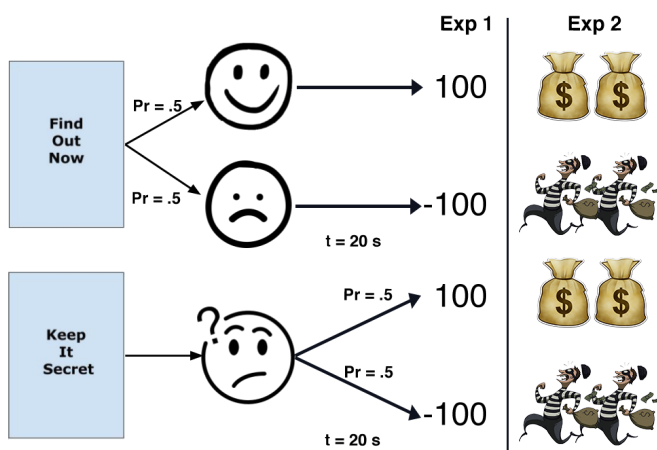 Exp 1
Exp 2
Find
Out
Now
Pr = .5
Pr = .5
100
$ $
-100
t = 20 s
Keep
It
Secret
?
Pr = .5
Pr = .5
100
$ $
-100
t = 20 s